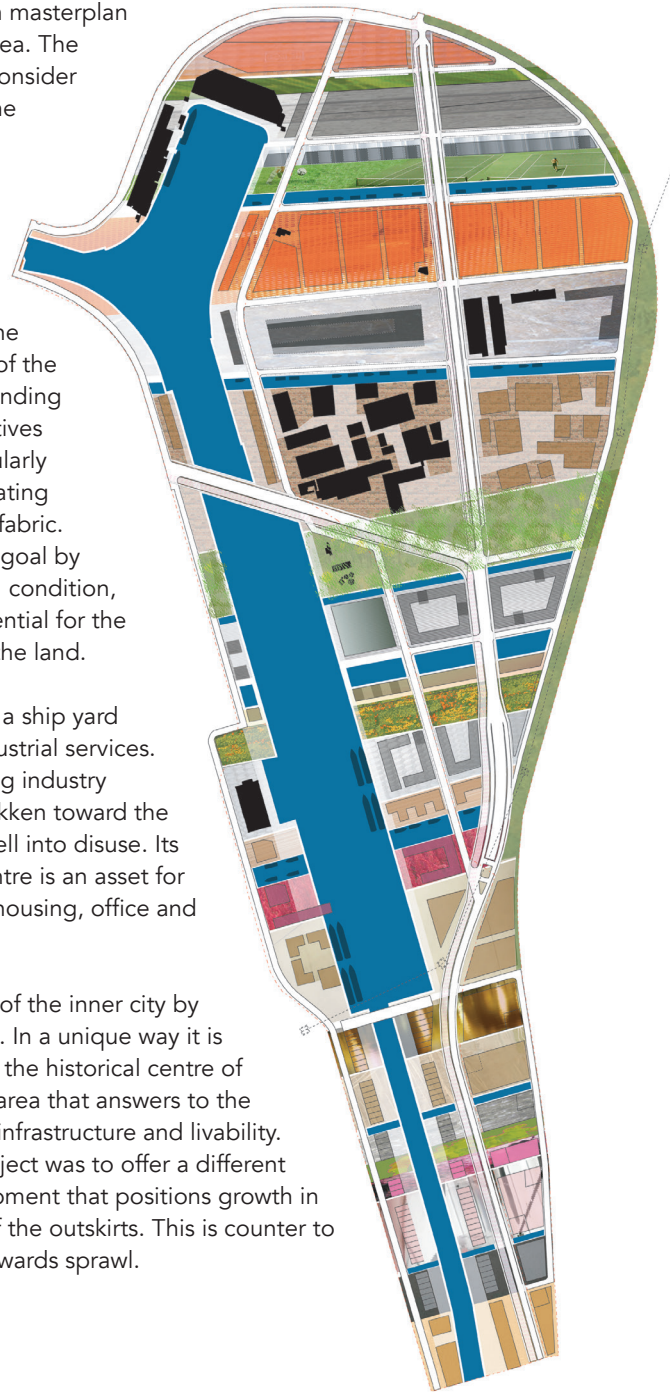 a masterplan
ea. The
onsider
ne
ne
of the
nding
tives
ularly
ating
fabric.
goal by
condition,
ential for the
the land.
a ship yard
ustrial services.
g industry
kken toward the
ell into disuse. Its
ntre is an asset for
housing, office and
of the inner city by
. In a unique way it is
the historical centre of
area that answers to the
infrastructure and livability.
ject was to offer a different
pment that positions growth in
f the outskirts. This is counter to
wards sprawl.